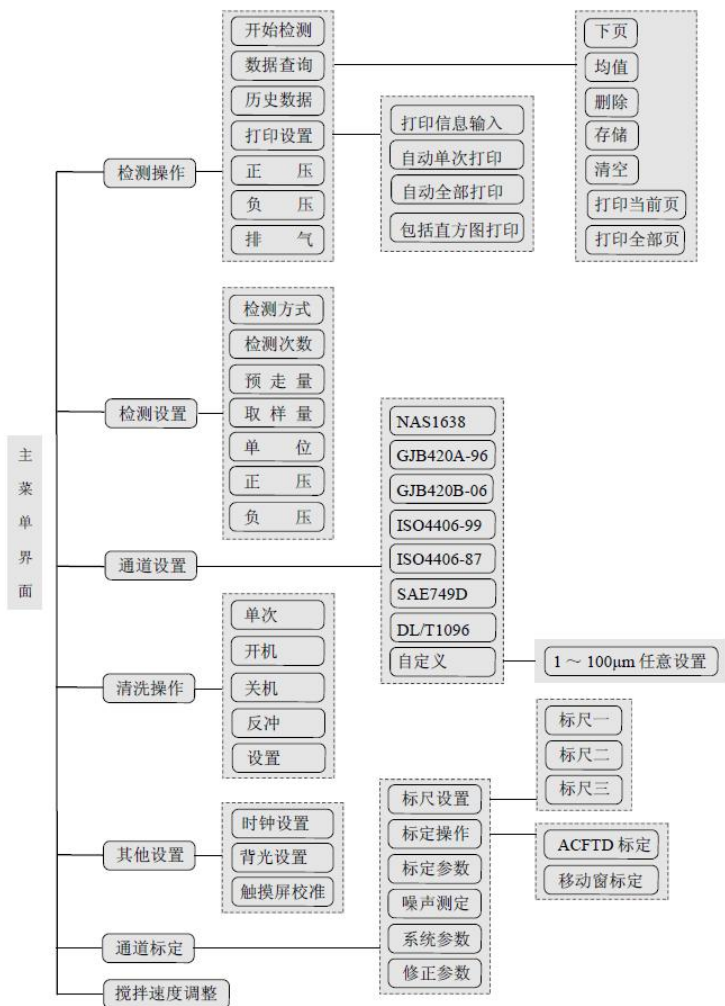 主菜单界面
检测操作
开始检测
数据查询
历史数据
打印设置
正 压
负 压
排 气
打印信息输入
自动单次打印
自动全部打印
包括直方图打印
下页
均值
删除
存储
清空
打印当前页
打印全部页
检测设置
检测方式
检测次数
预 走 量
取 样 量
单 位
正 压
负 压
通道设置
NAS1638
GJB420A-96
GJB420B-06
ISO4406-99
ISO4406-87
SAE749D
DL/T1096
自定义
1～100μm 任意设置
清洗操作
单次
开机
关机
反冲
设置
其他设置
时钟设置
背光设置
触摸屏校准
通道标定
标尺设置
标定操作
标定参数
噪声测定
系统参数
修正参数
标尺一
标尺二
标尺三
ACFTD 标定
移动窗标定
搅拌速度调整